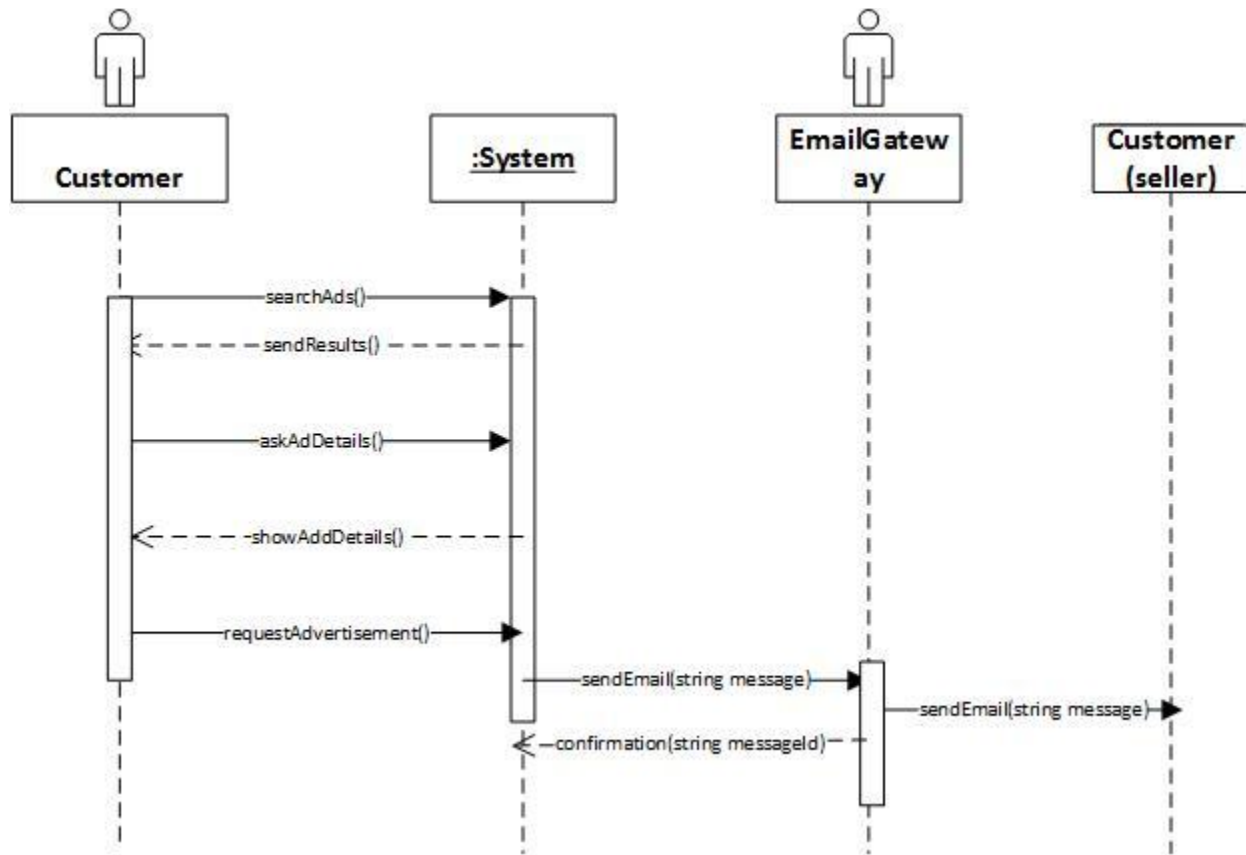 Customer
:System
EmailGatew
ay
Customer
(seller)
searchAds()
sendResults()
askAdDetails()
showAddDetails()
requestAdvertisement()
sendEmail(string message)
sendEmail(string message)
confirmation(string messageId)